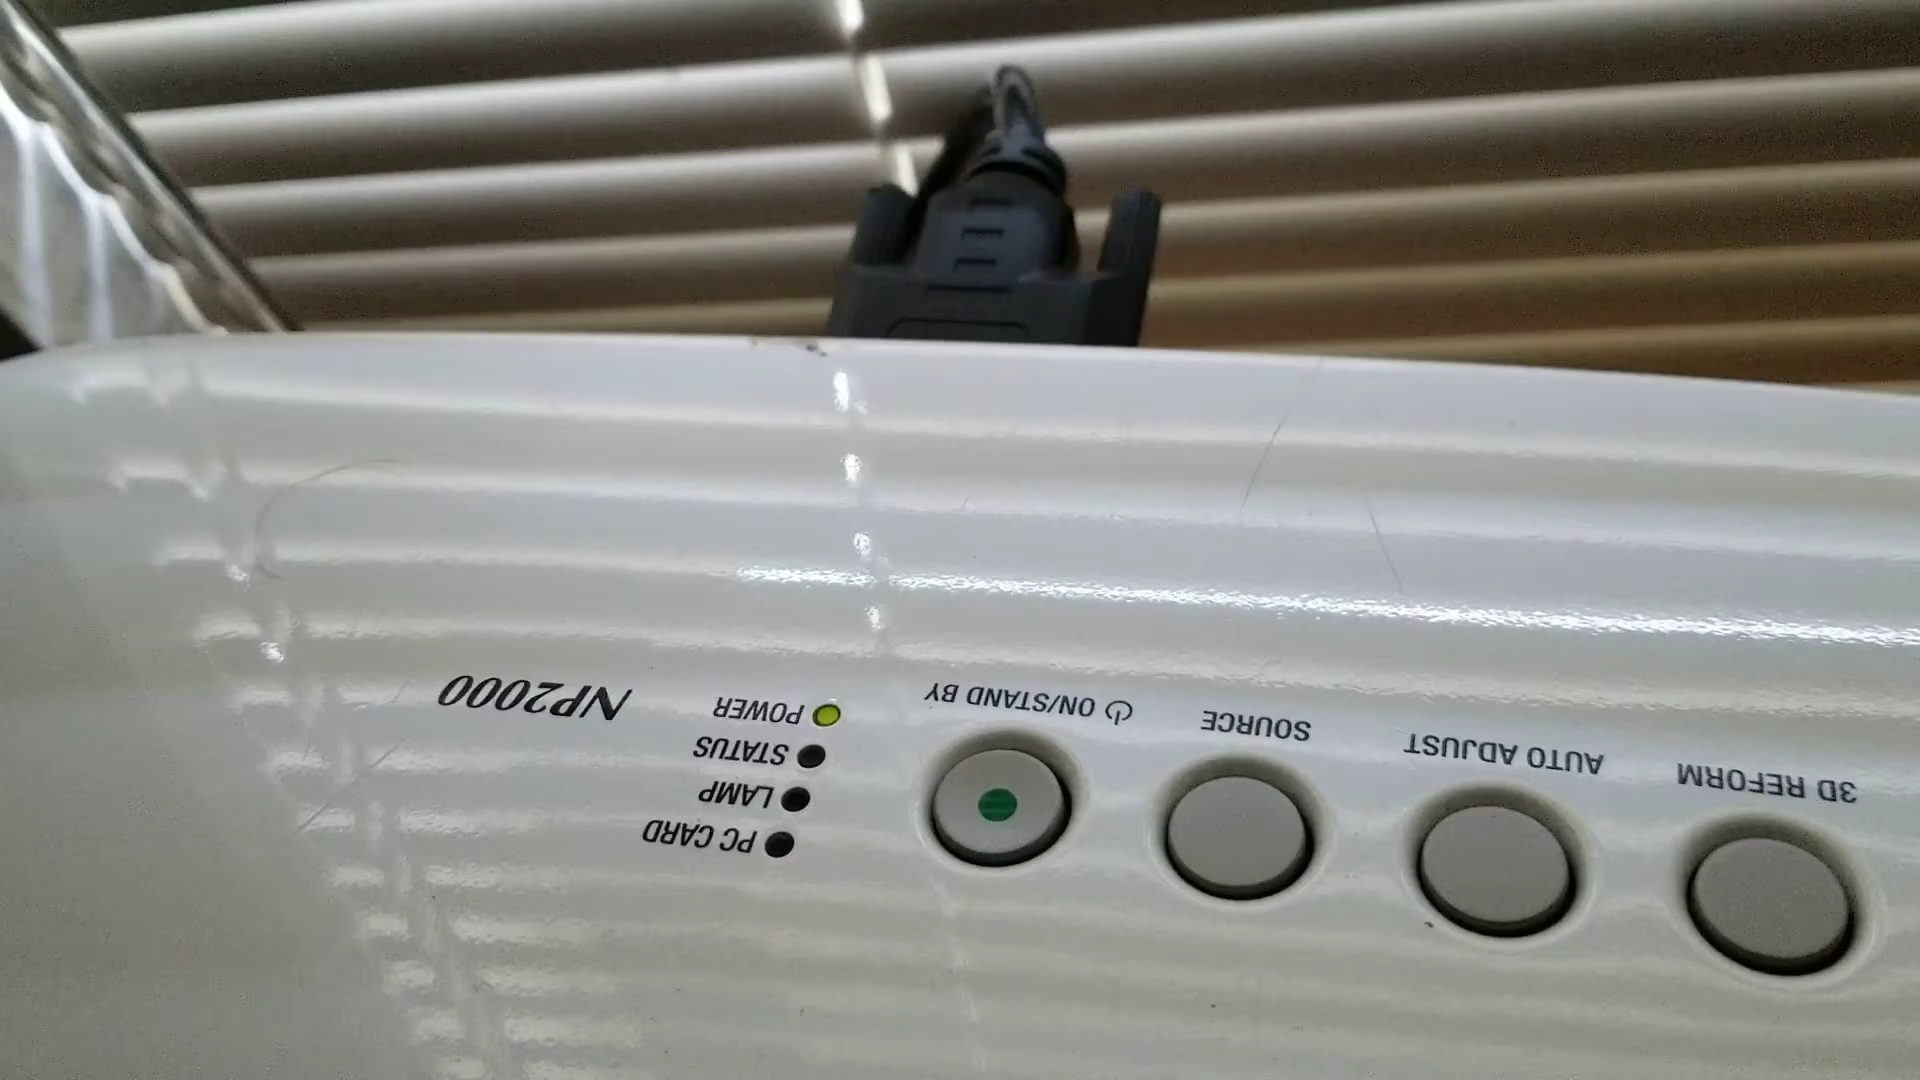 3D REFORM
AUTO ADJUST
SOURCE
ON/STAND BY
PC CARD
LAMP
STATUS
POWER
NP2000